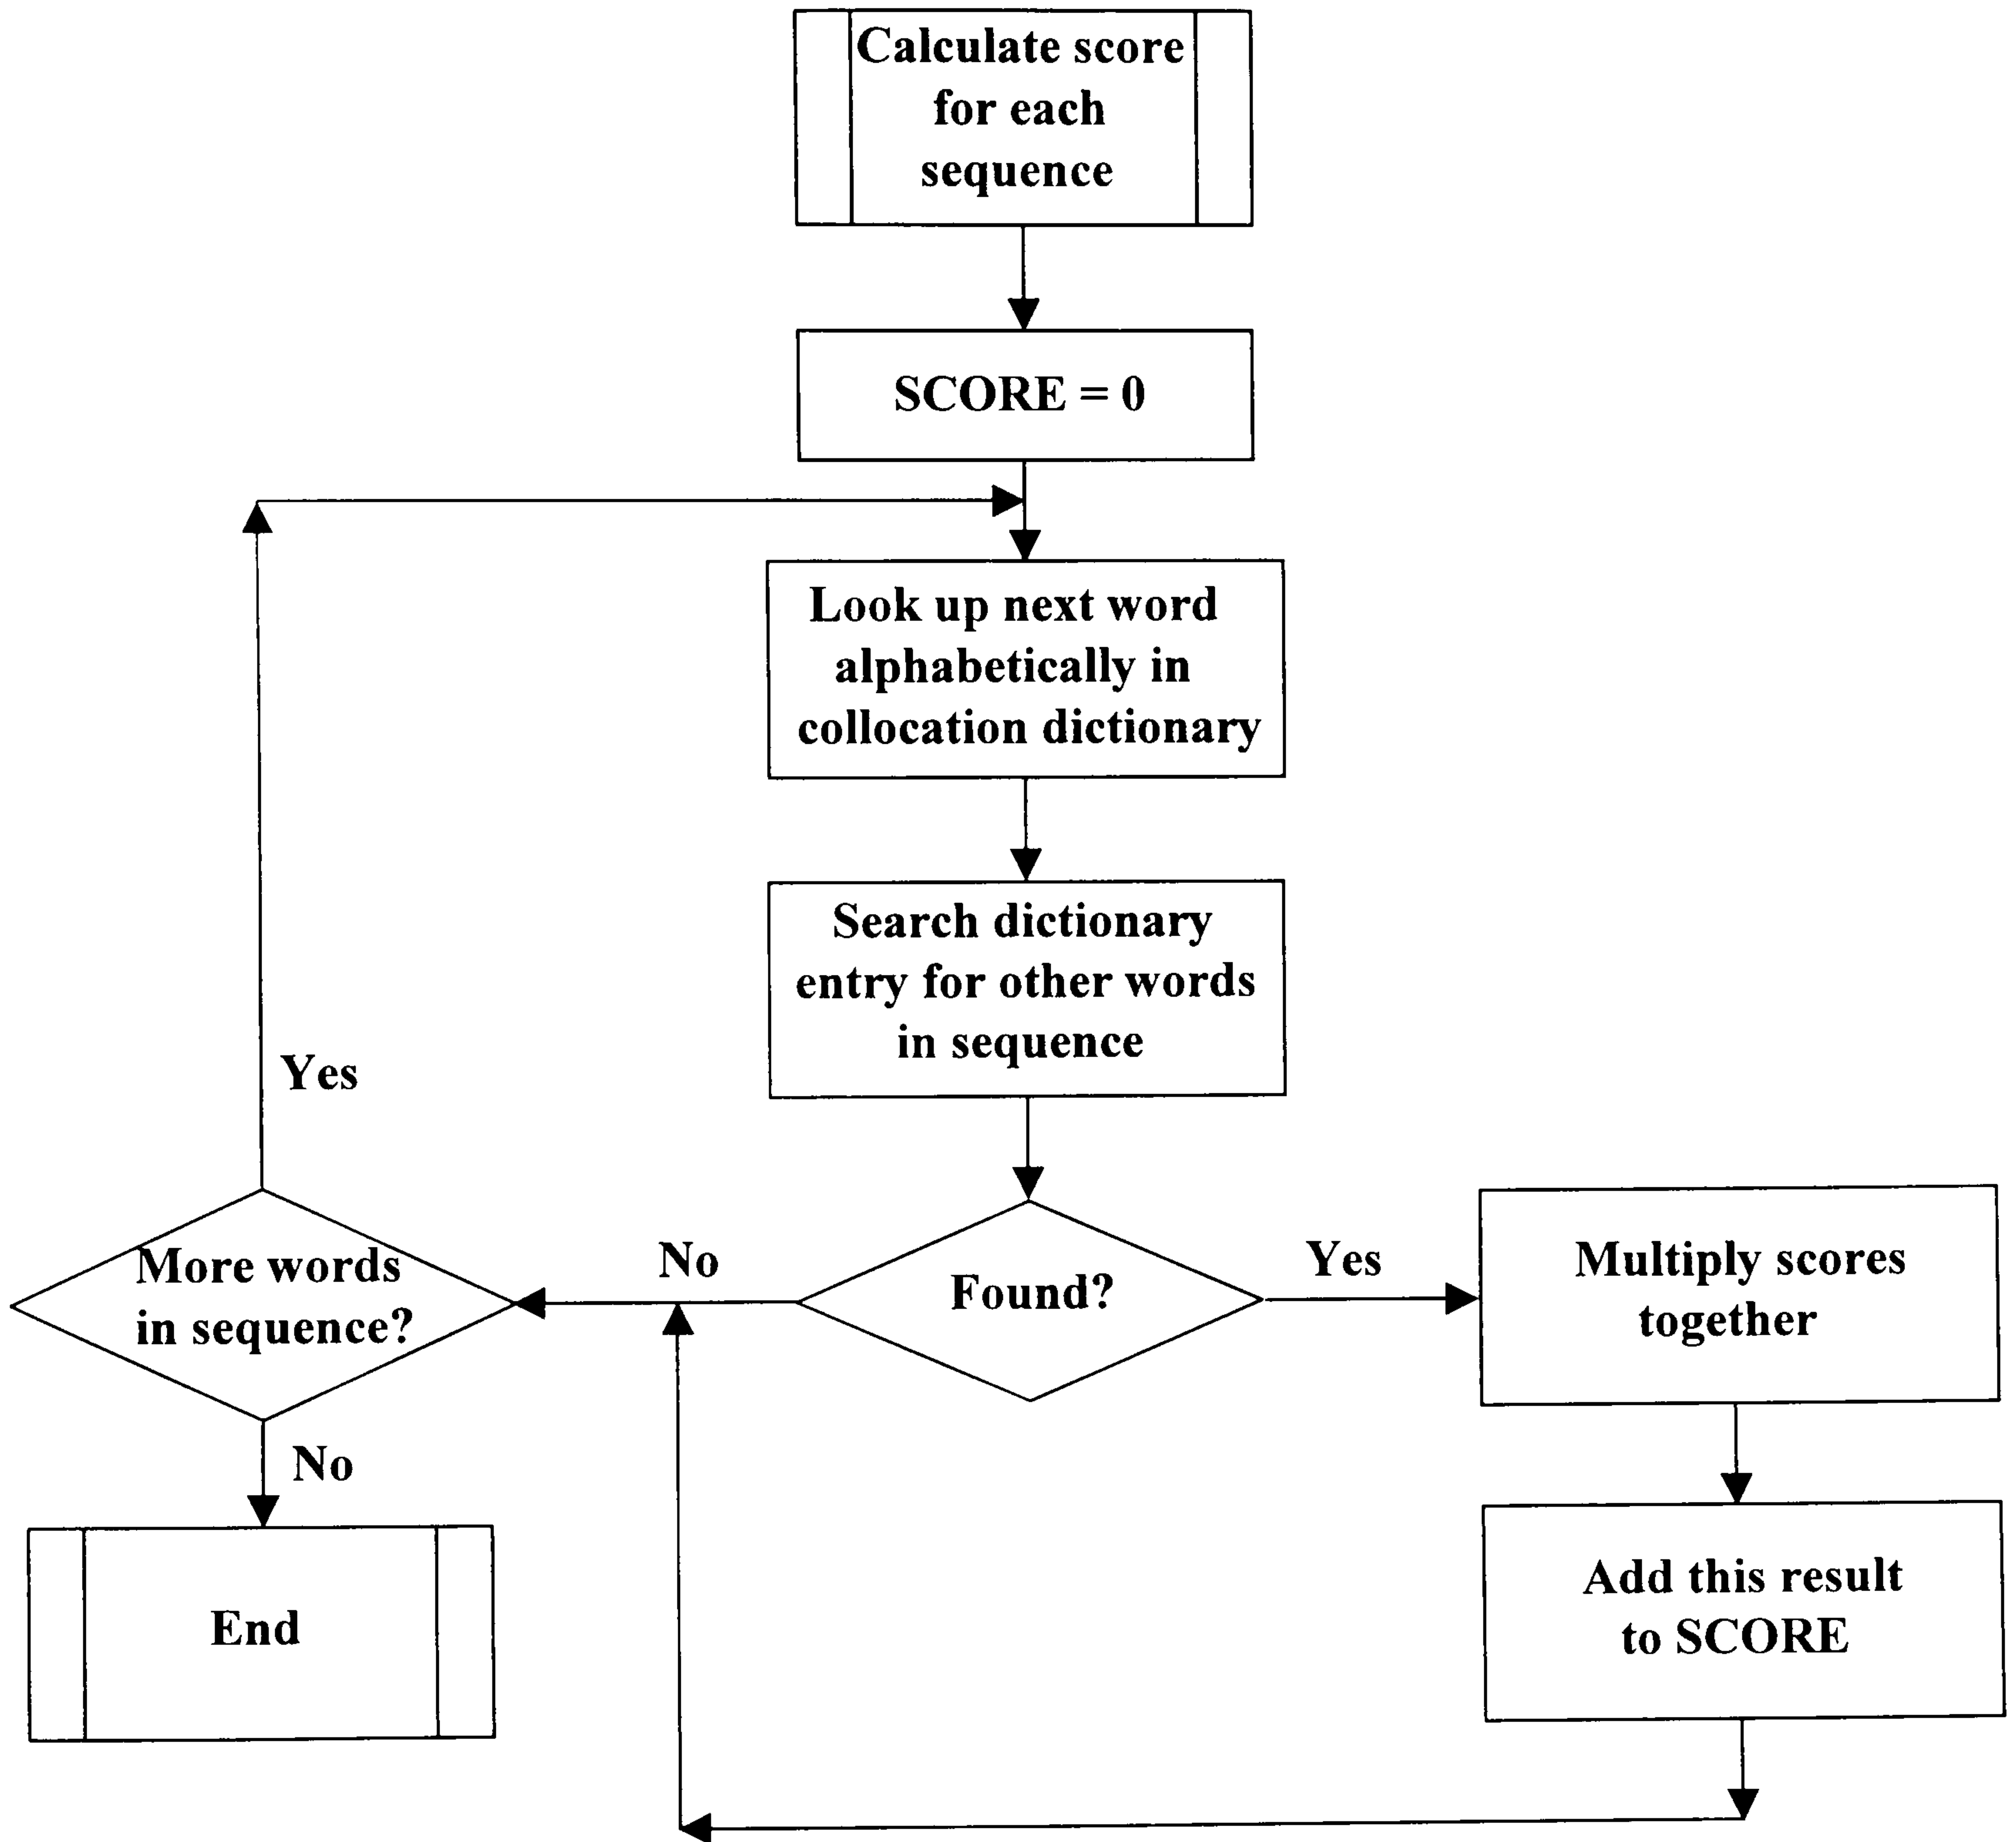 Calculate score
for each
sequence
SCORE = 0
Look up next word
alphabetically in
collocation dictionary
Search dictionary
entry for other words
in sequence
Yes
More words
in sequence?
No
Found?
Yes
Multiply scores
together
No
End
Add this result
to SCORE